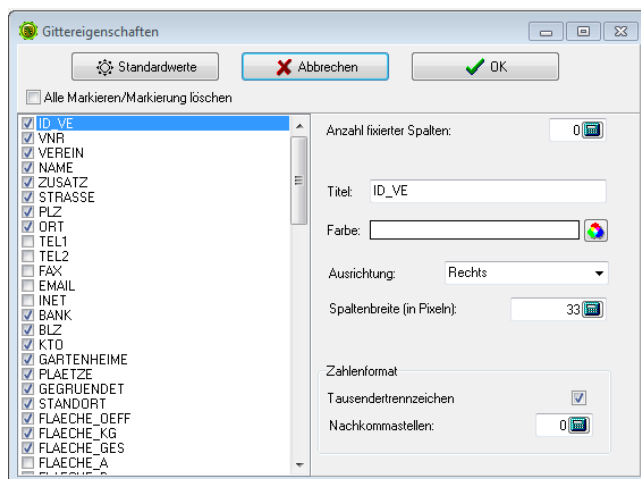 Gittereigenschaften
Standardwerte
Abbrechen
OK
Alle Markieren/Markierung löschen
ID_VE
VNR
VEREIN
NAME
ZUSATZ
STRASSE
PLZ
ORT
TEL1
TEL2
FAX
EMAIL
INET
BANK
BLZ
KTO
GARTENHEIME
PLAETZE
GEGRUENDET
STANDORT
FLAECHE_OEFF
FLAECHE_KG
FLAECHE_GES
FLAECHE_A
Anzahl fixierter Spalten: 0
Titel: ID_VE
Farbe:
Ausrichtung: Rechts
Spaltenbreite (in Pixeln): 33
Zahlenformat
Tausendertrennzeichen
Nachkommastellen: 0